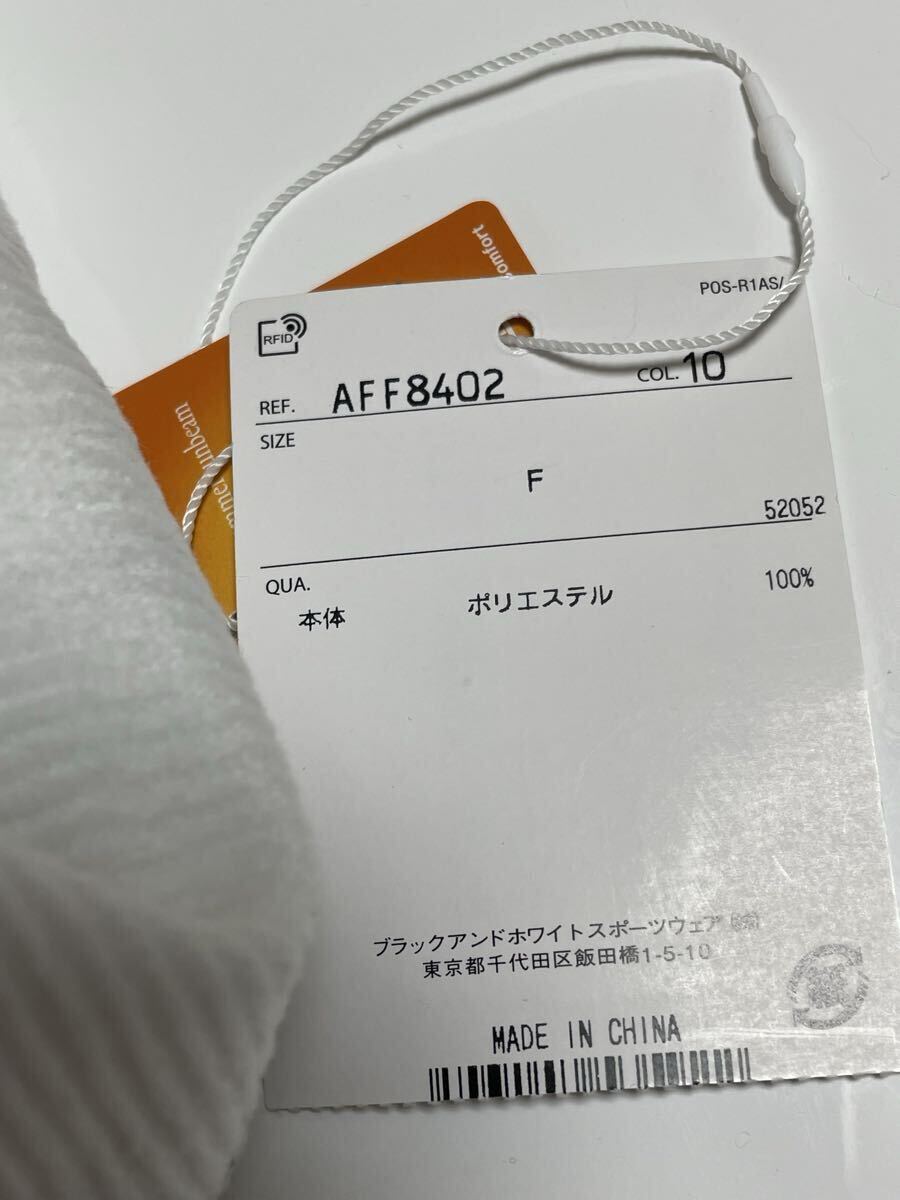 comfort
POS-R1AS/
RFID
REF. AFF8402 COL. 10
SIZE
F
52052
QUA.
本体 ポリエステル 100%
ブラックアンドホワイトスポーツウェア ㈱
東京都千代田区飯田橋1-5-10
MADE IN CHINA